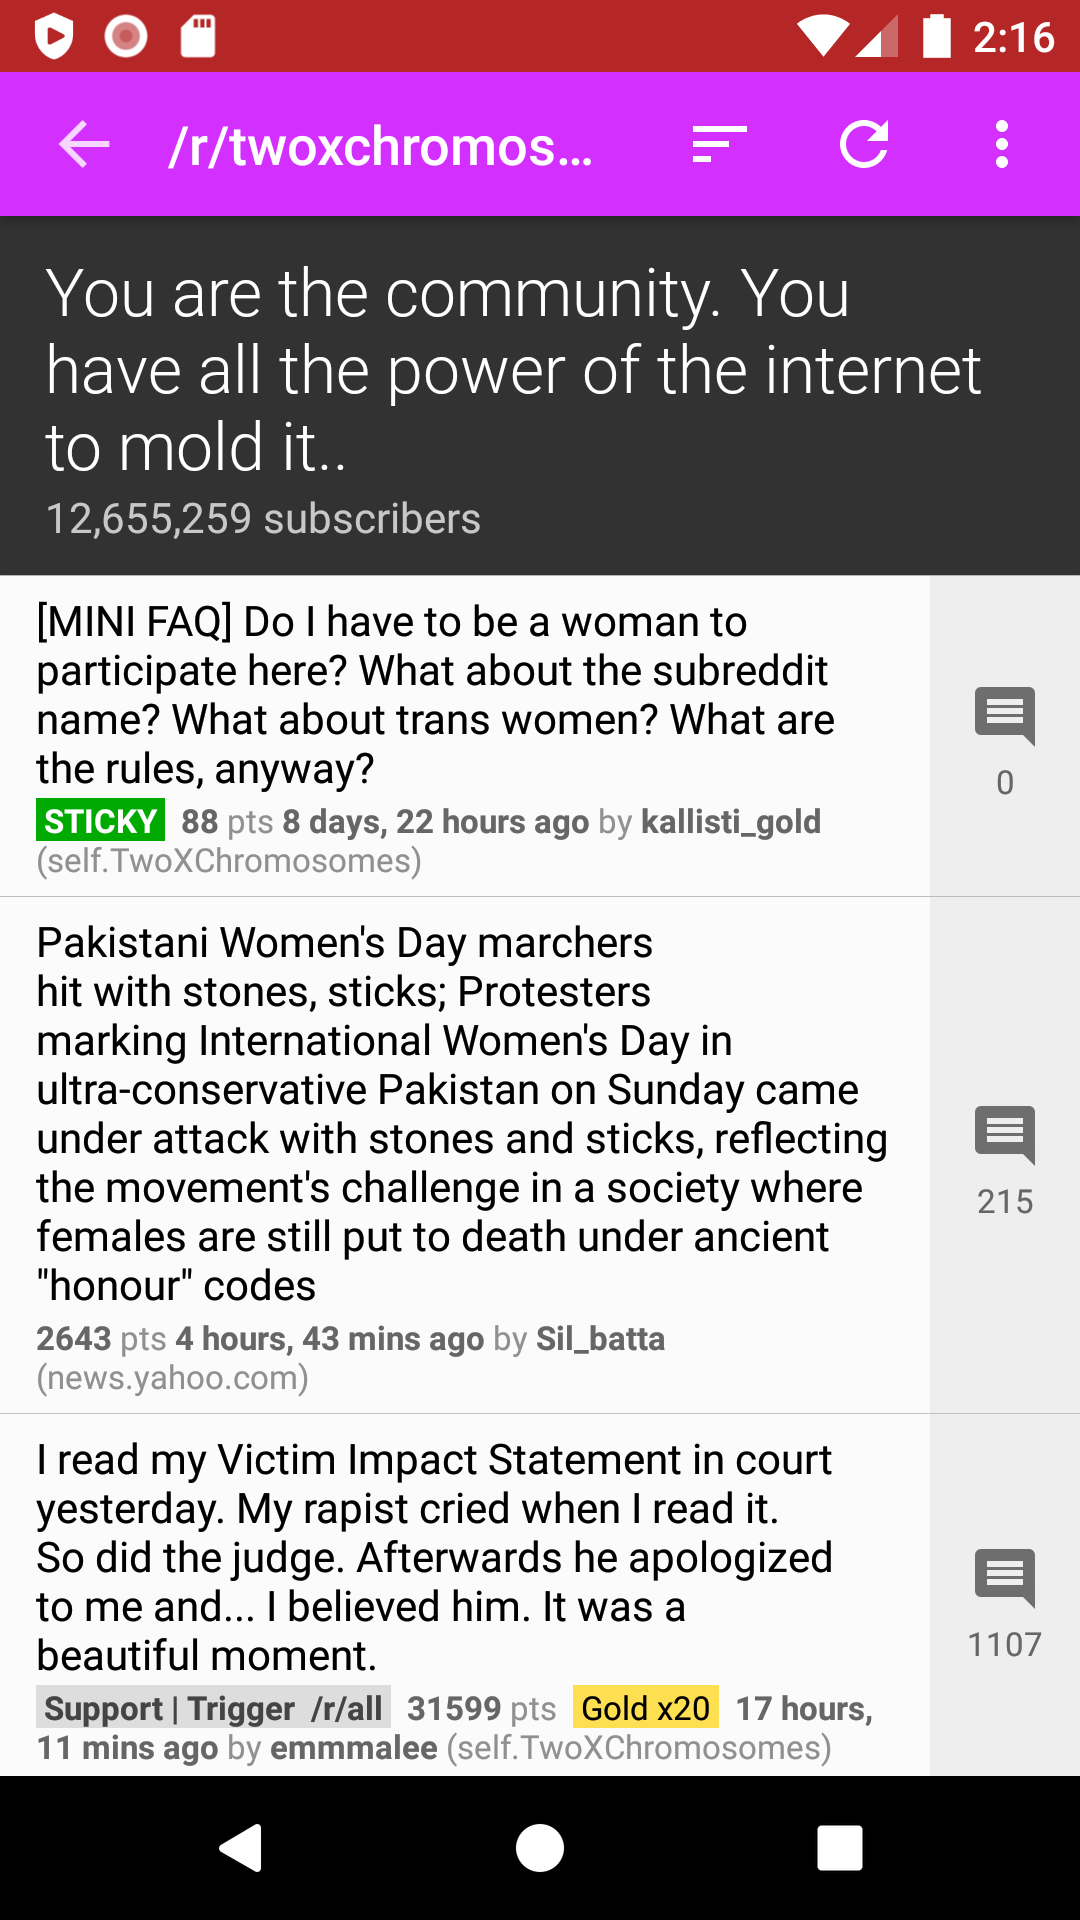 2:16
/r/twoxchromos...
You are the community. You
have all the power of the internet
to mold it..
12,655,259 subscribers
[MINI FAQ] Do I have to be a woman to
participate here? What about the subreddit
name? What about trans women? What are
the rules, anyway?
0
STICKY 88 pts 8 days, 22 hours ago by kallisti_gold
(self.TwoXChromosomes)
Pakistani Women's Day marchers
hit with stones, sticks; Protesters
marking International Women's Day in
ultra-conservative Pakistan on Sunday came
under attack with stones and sticks, reflecting
the movement's challenge in a society where
females are still put to death under ancient
"honour" codes
215
2643 pts 4 hours, 43 mins ago by Sil_batta
(news.yahoo.com)
I read my Victim Impact Statement in court
yesterday. My rapist cried when I read it.
So did the judge. Afterwards he apologized
to me and... I believed him. It was a
beautiful moment.
1107
Support | Trigger /r/all 31599 pts Gold x20 17 hours,
11 mins ago by emmmalee (self.TwoXChromosomes)